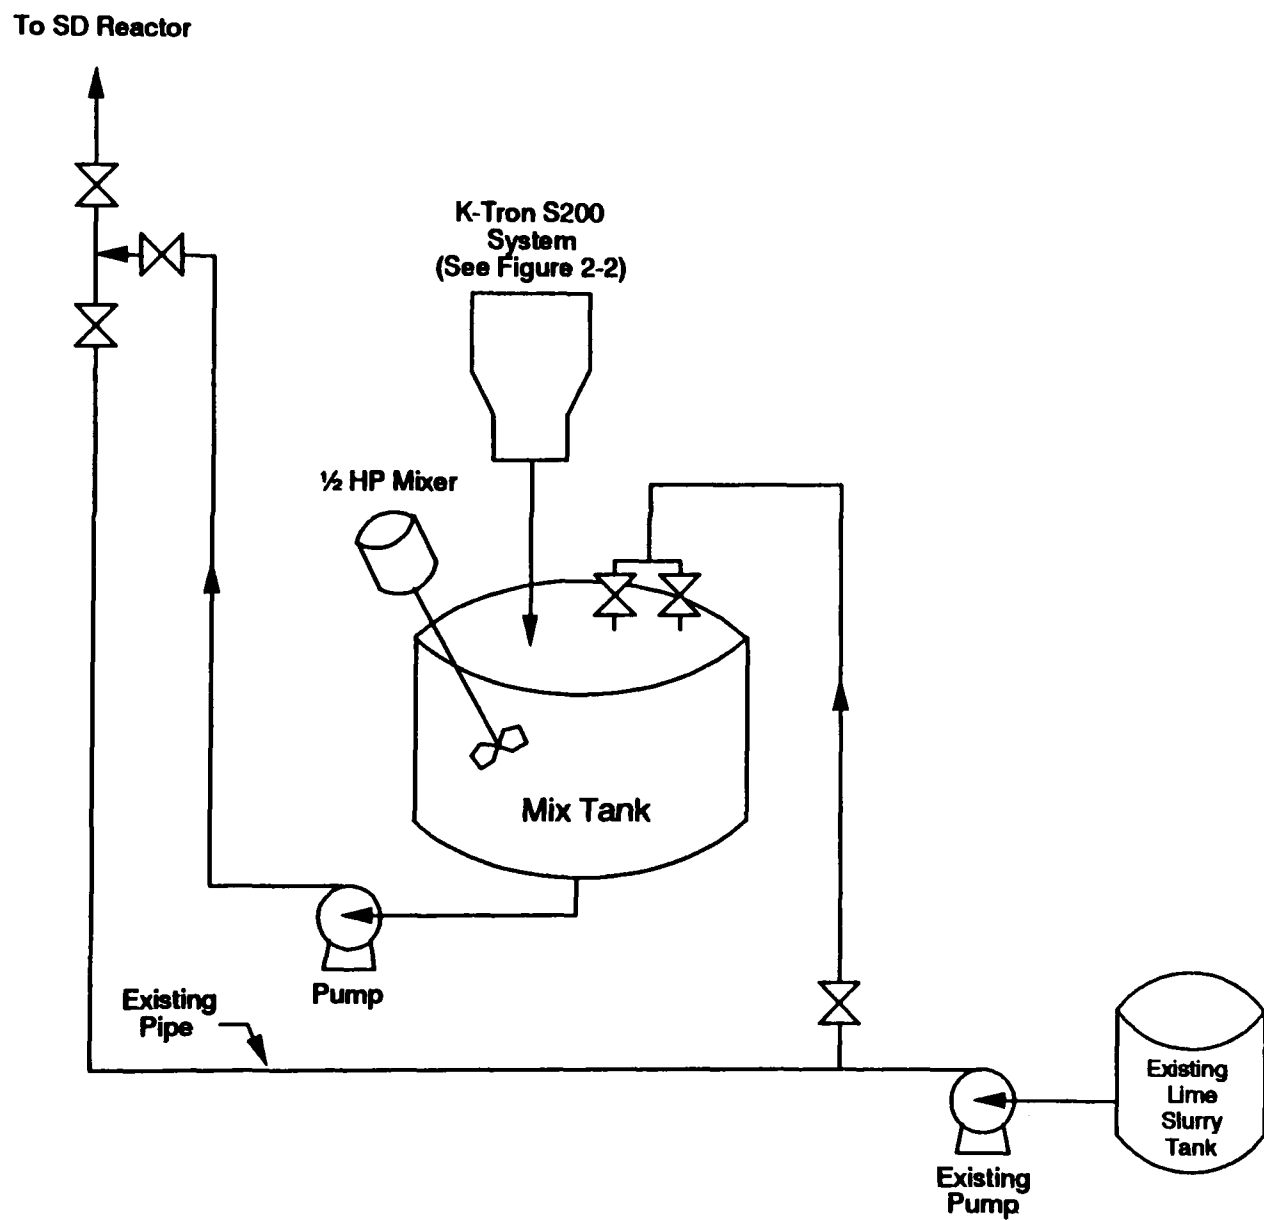 To SD Reactor
K-Tron S200
System
(See Figure 2-2)
½ HP Mixer
Mix Tank
Pump
Existing
Pipe
Existing
Lime
Slurry
Tank
Existing
Pump